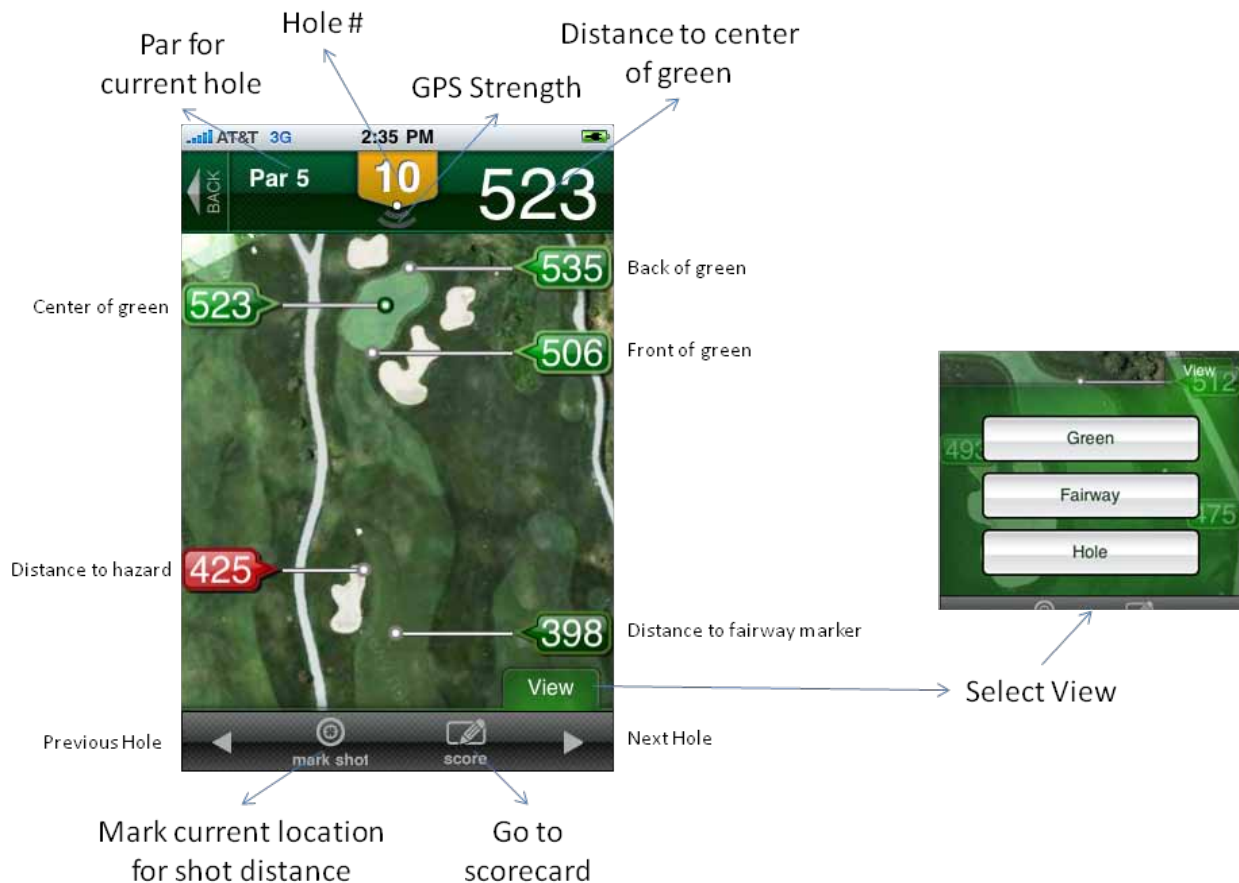 Hole #
Par for
current hole
Distance to center
of green
GPS Strength
AT&T 3G 2:35 PM
BACK
Par 5
10
523
535
Back of green
Center of green
523
506
Front of green
View
512
Green
493
Fairway
475
Hole
Distance to hazard
425
398
Distance to fairway marker
View
Select View
Previous Hole
mark shot
score
Next Hole
Mark current location
for shot distance
Go to
scorecard